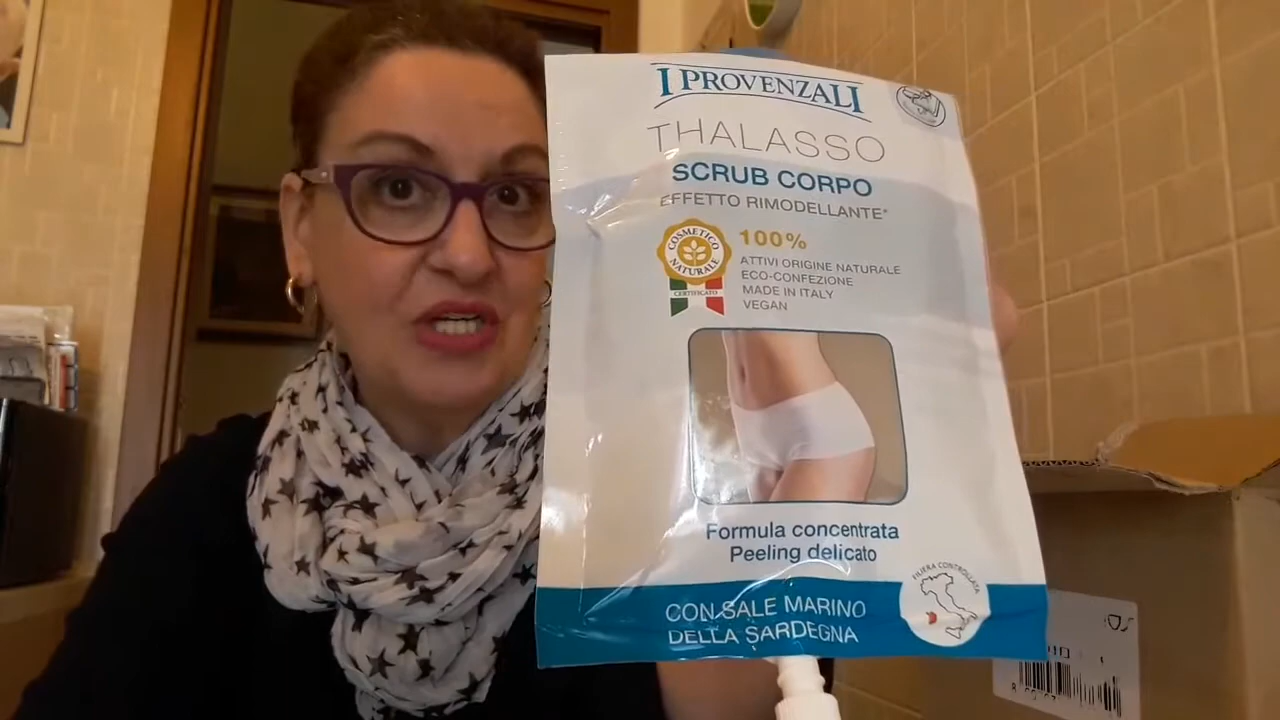 I PROVENZALI
THALASSO
SCRUB CORPO
EFFETTO RIMODELLANTE*
COSMETICO
NATURALE
CERTIFICATO
100%
ATTIVI ORIGINE NATURALE
ECO-CONFEZIONE
MADE IN ITALY
VEGAN
Formula concentrata
Peeling delicato
FILIERA CONTROLLATA
CON SALE MARINO
DELLA SARDEGNA